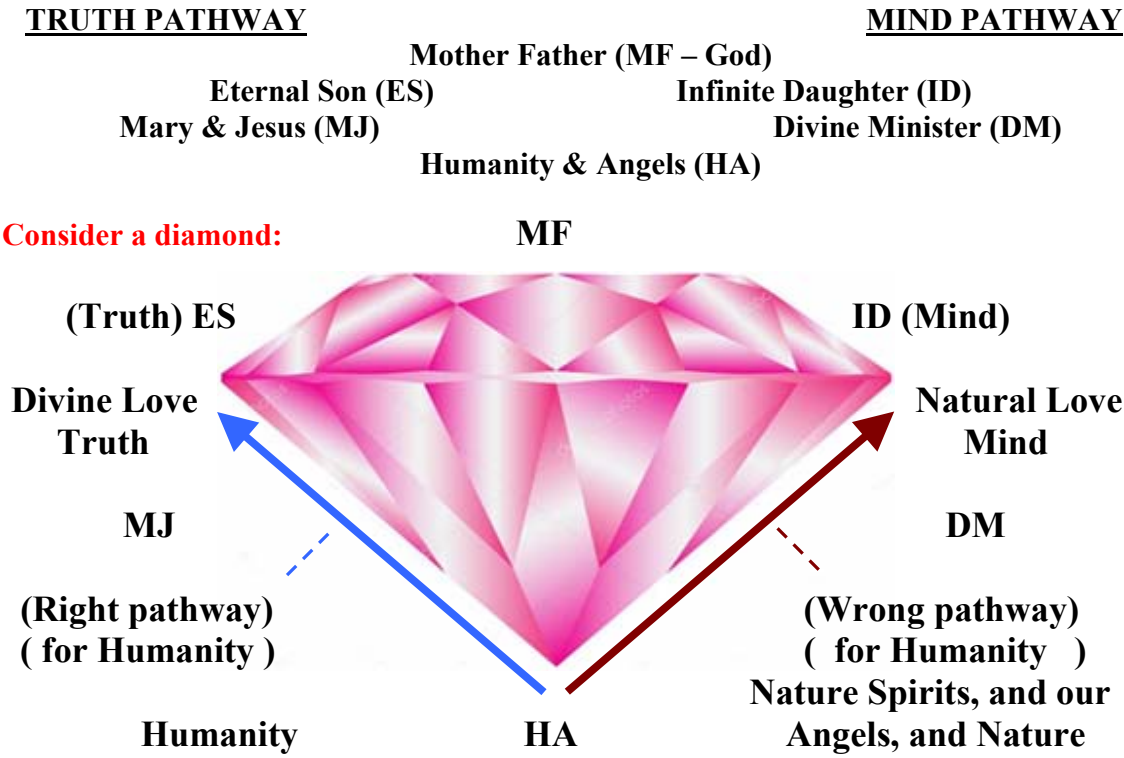 TRUTH PATHWAY MIND PATHWAY
Mother Father (MF – God)
Eternal Son (ES) Infinite Daughter (ID)
Mary & Jesus (MJ) Divine Minister (DM)
Humanity & Angels (HA)
Consider a diamond: MF
(Truth) ES ID (Mind)
Divine Love Natural Love
Truth Mind
MJ DM
(Right pathway) (Wrong pathway)
( for Humanity ) ( for Humanity )
Nature Spirits, and our
Humanity HA Angels, and Nature